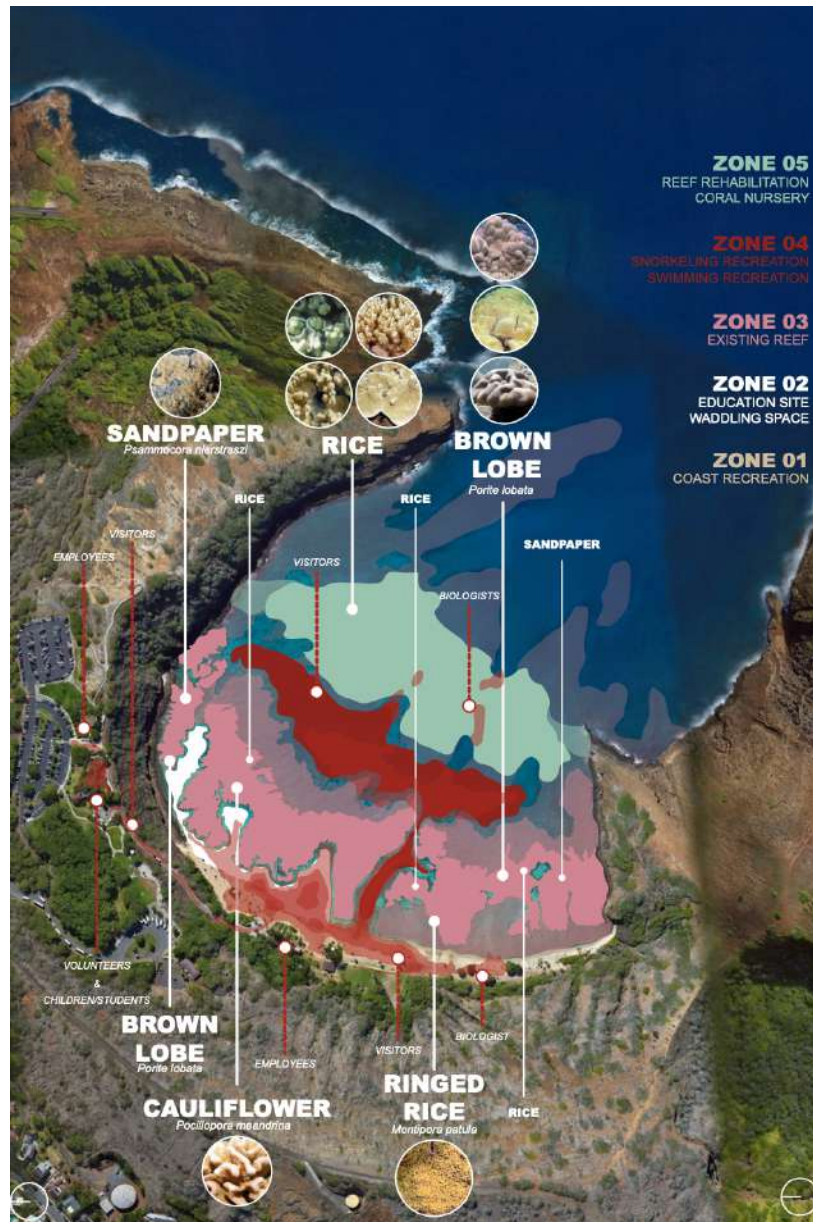 ZONE 05
REEF REHABILITATION
CORAL NURSERY
ZONE 04
SNORKELING RECREATION
SWIMMING RECREATION
ZONE 03
EXISTING REEF
ZONE 02
EDUCATION SITE
WADDLING SPACE
ZONE 01
COAST RECREATION
SANDPAPER
Psammocora nierstraszi
RICE
BROWN
LOBE
Porite lobata
RICE
RICE
SANDPAPER
VISITORS
EMPLOYEES
VISITORS
BIOLOGISTS
VOLUNTEERS
&
CHILDREN/STUDENTS
BROWN
LOBE
Porite lobata
EMPLOYEES
VISITORS
BIOLOGIST
CAULIFLOWER
Pocillopora meandrina
RINGED
RICE
Montipora patula
RICE